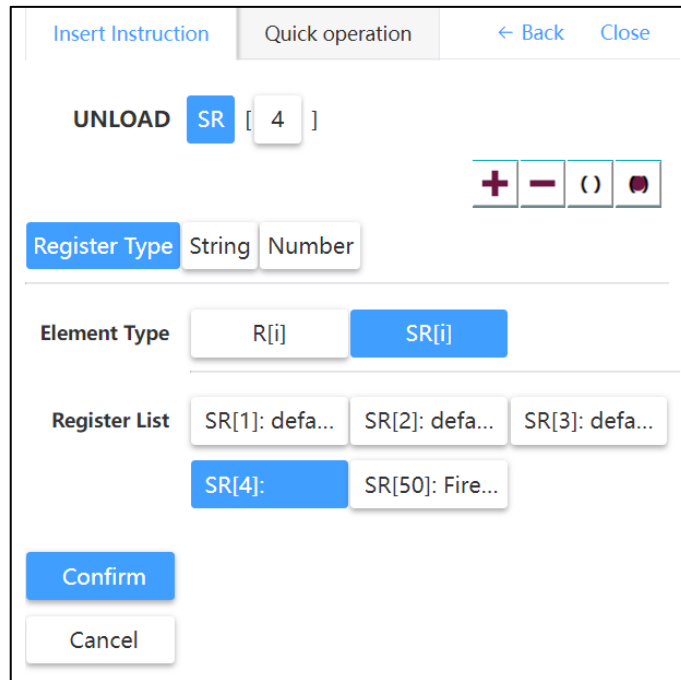 Insert Instruction Quick operation ← Back Close
UNLOAD SR [ 4 ]
+ − ( ) (●)
Register Type String Number
Element Type R[i] SR[i]
Register List SR[1]: defa... SR[2]: defa... SR[3]: defa...
SR[4]: SR[50]: Fire...
Confirm
Cancel